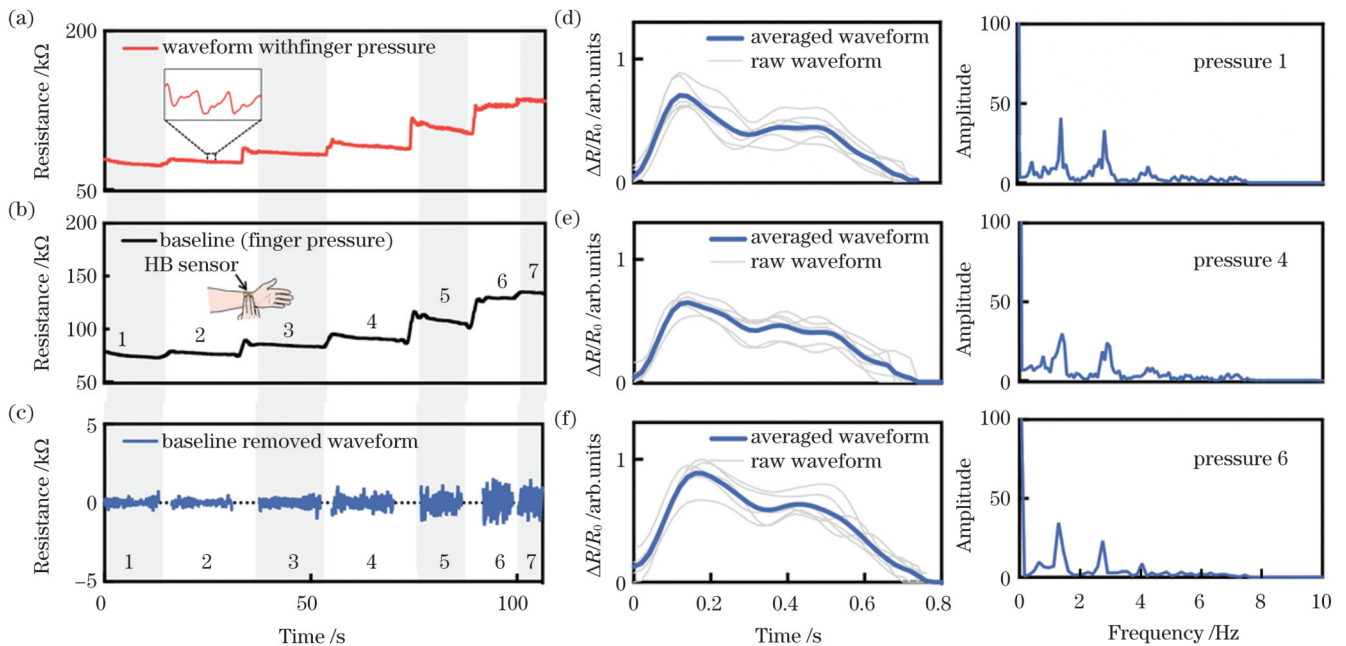 (a)
200
waveform withfinger pressure
Resistance /kΩ
50
(b)
200
baseline (finger pressure)
HB sensor
150
Resistance /kΩ
100
50
1
2
3
4
5
6
7
(c)
5
baseline removed waveform
Resistance /kΩ
0
1
2
3
4
5
6
7
−5
0
50
100
Time /s
(d)
averaged waveform
raw waveform
1
ΔR/R₀ /arb.units
0
100
pressure 1
Amplitude
50
0
(e)
averaged waveform
raw waveform
1
ΔR/R₀ /arb.units
0
100
pressure 4
Amplitude
50
0
(f)
averaged waveform
raw waveform
1
ΔR/R₀ /arb.units
0
0
0.2
0.4
0.6
0.8
Time /s
100
pressure 6
Amplitude
50
0
0
2
4
6
8
10
Frequency /Hz